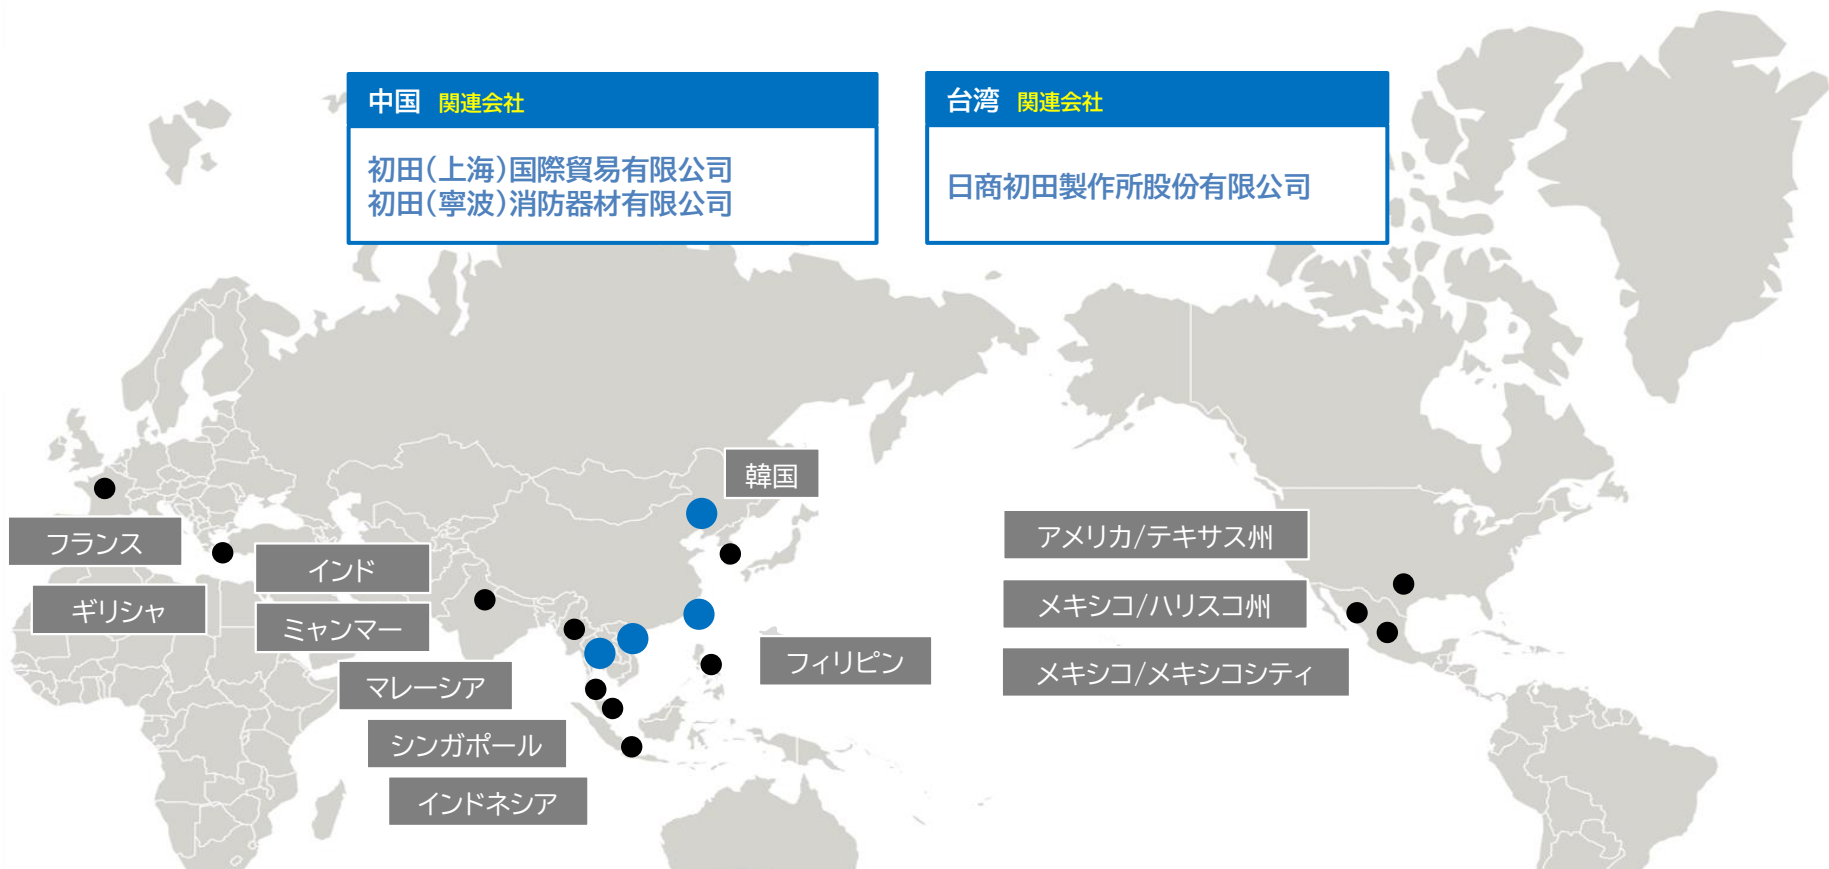 中国 関連会社
初田(上海)国際貿易有限公司
初田(寧波)消防器材有限公司
台湾 関連会社
日商初田製作所股份有限公司
韓国
フランス
インド
ギリシャ
ミャンマー
マレーシア
シンガポール
インドネシア
フィリピン
アメリカ/テキサス州
メキシコ/ハリスコ州
メキシコ/メキシコシティ